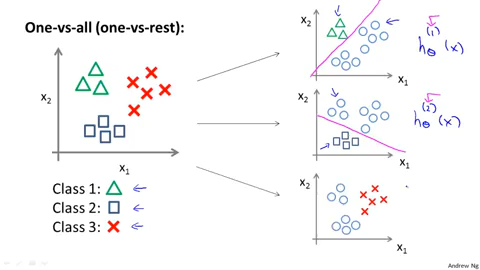 One-vs-all (one-vs-rest):
x2
x1
Class 1:
Class 2:
Class 3:
x2
x1
hθ(1)(x)
x2
x1
hθ(2)(x)
x2
x1
Andrew Ng